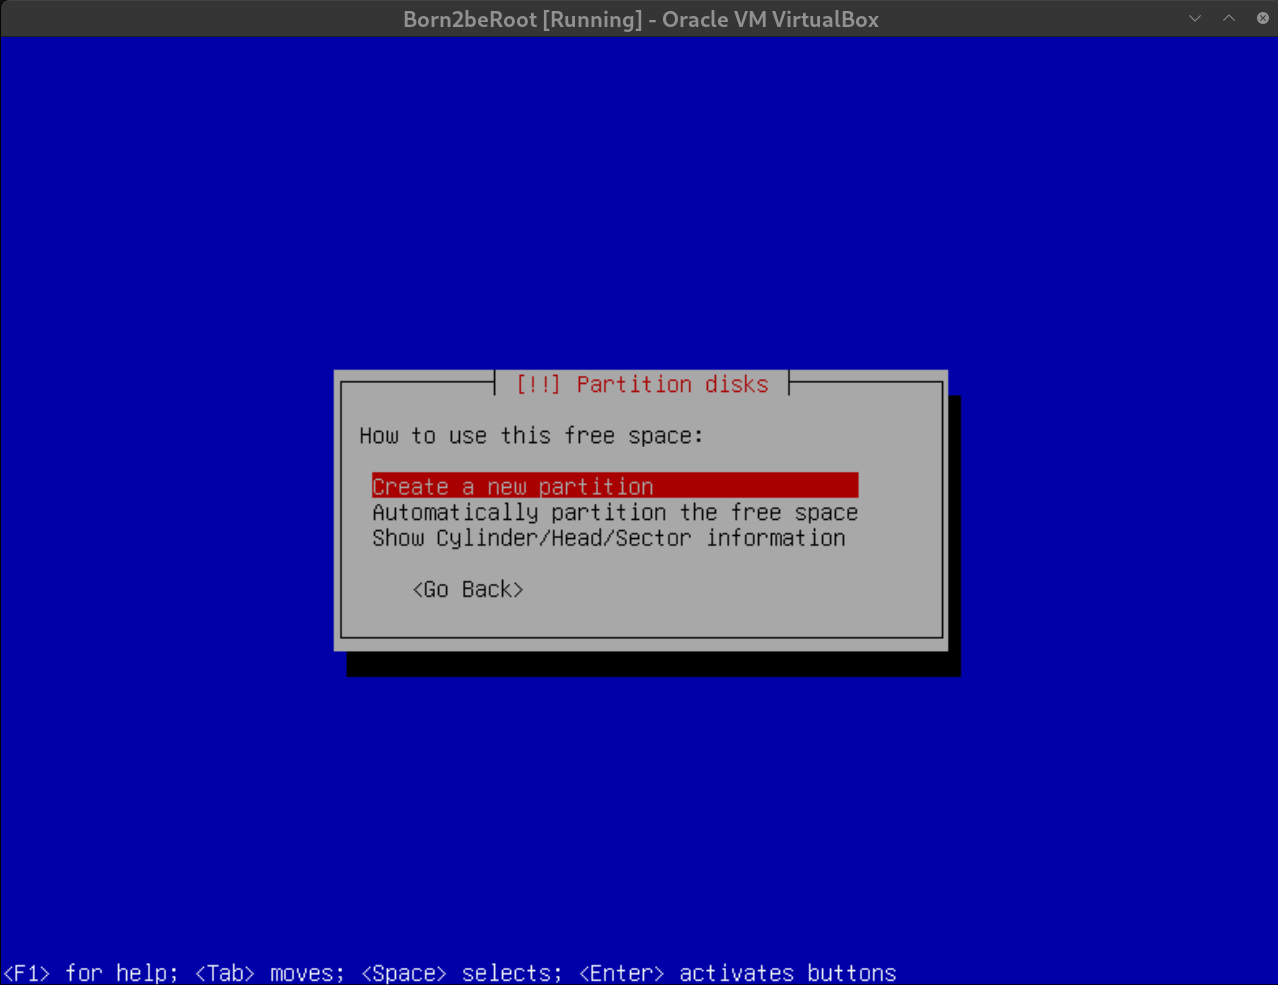 Born2beRoot [Running] - Oracle VM VirtualBox
[!!] Partition disks
How to use this free space:
Create a new partition
Automatically partition the free space
Show Cylinder/Head/Sector information
<Go Back>
<F1> for help; <Tab> moves; <Space> selects; <Enter> activates buttons